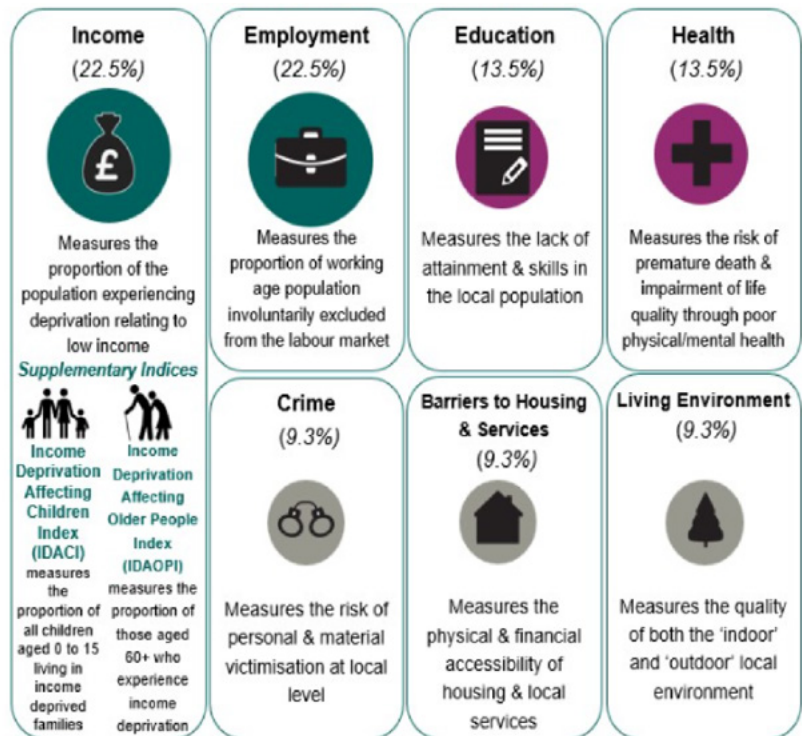 Income
(22.5%)
£
Measures the
proportion of the
population experiencing
deprivation relating to
low income
Supplementary Indices
Income
Deprivation
Affecting
Children
Index
(IDACI)
measures
the
proportion of
all children
aged 0 to 15
living in
income
deprived
families
Income
Deprivation
Affecting
Older People
Index
(IDAOPI)
measures the
proportion of
those aged
60+ who
experience
income
deprivation
Employment
(22.5%)
Measures the
proportion of working
age population
involuntarily excluded
from the labour market
Education
(13.5%)
Measures the lack of
attainment & skills in
the local population
Health
(13.5%)
Measures the risk of
premature death &
impairment of life
quality through poor
physical/mental health
Crime
(9.3%)
Measures the risk of
personal & material
victimisation at local
level
Barriers to Housing
& Services
(9.3%)
Measures the
physical & financial
accessibility of
housing & local
services
Living Environment
(9.3%)
Measures the quality
of both the ‘indoor’
and ‘outdoor’ local
environment